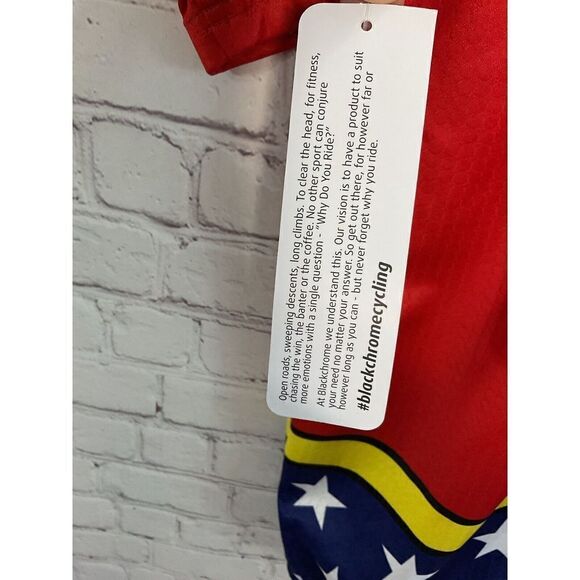 Open roads, sweeping descents, long climbs. To clear the head, for fitness,
chasing the win, the banter or the coffee. No other sport can conjure
more emotions with a single question - "Why Do You Ride?"
At Blackchrome we understand this. Our vision is to have a product to suit
your need no matter your answer. So get out there, for however far or
however long as you can - but never forget why you ride.
#blackchromecycling